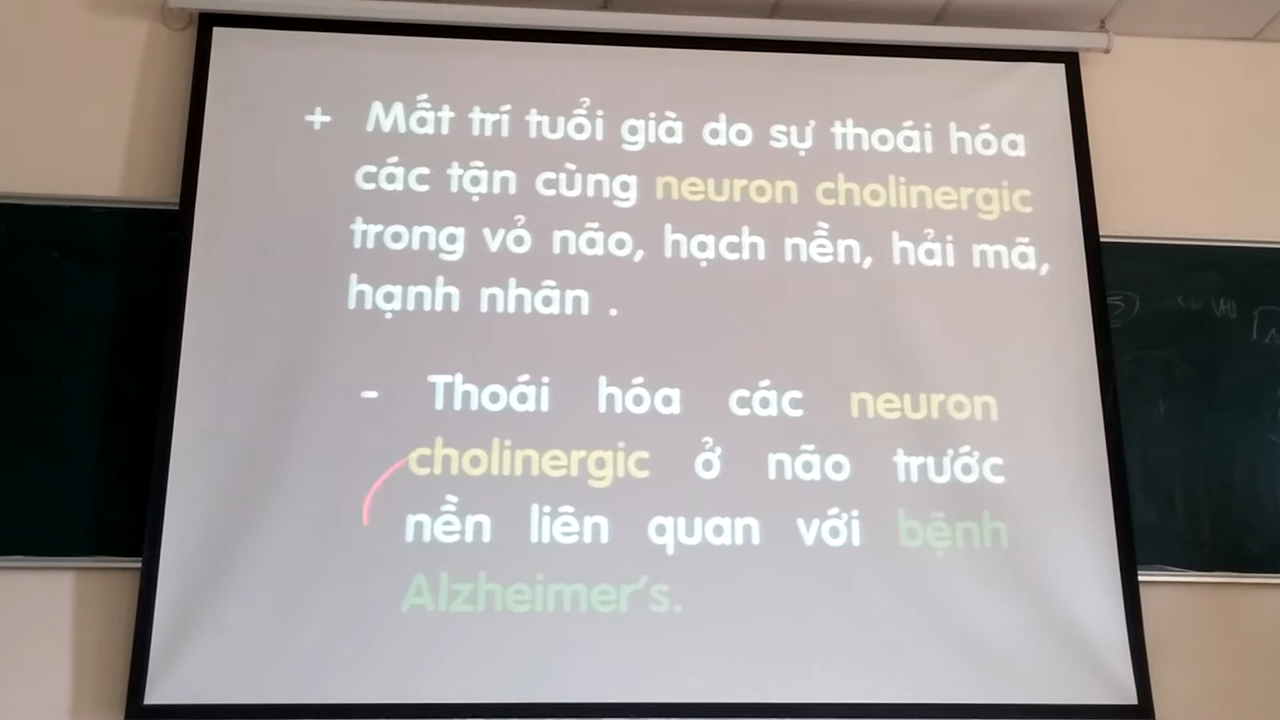 + Mất trí tuổi già do sự thoái hóa
các tận cùng neuron cholinergic
trong vỏ não, hạch nền, hải mã,
hạnh nhân .
- Thoái hóa các neuron
cholinergic ở não trước
nền liên quan với bệnh
Alzheimer's.